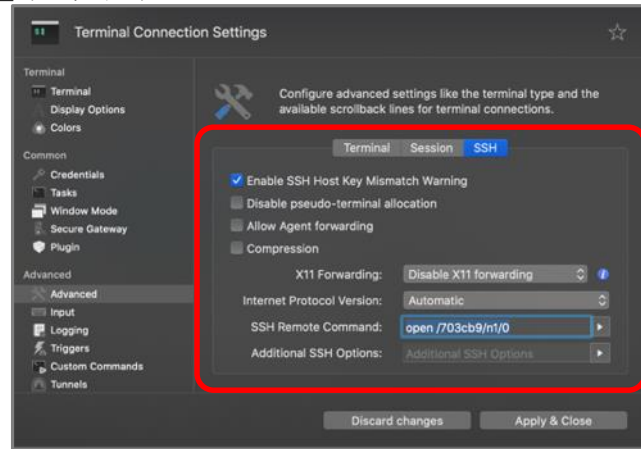 Terminal Connection Settings
Terminal
Terminal
Display Options
Colors
Common
Credentials
Tasks
Window Mode
Secure Gateway
Plugin
Advanced
Advanced
Input
Logging
Triggers
Custom Commands
Tunnels
Configure advanced settings like the terminal type and the
available scrollback lines for terminal connections.
Terminal Session SSH
Enable SSH Host Key Mismatch Warning
Disable pseudo-terminal allocation
Allow Agent forwarding
Compression
X11 Forwarding: Disable X11 forwarding
Internet Protocol Version: Automatic
SSH Remote Command: open /703cb9/n1/0
Additional SSH Options: Additional SSH Options
Discard changes Apply & Close